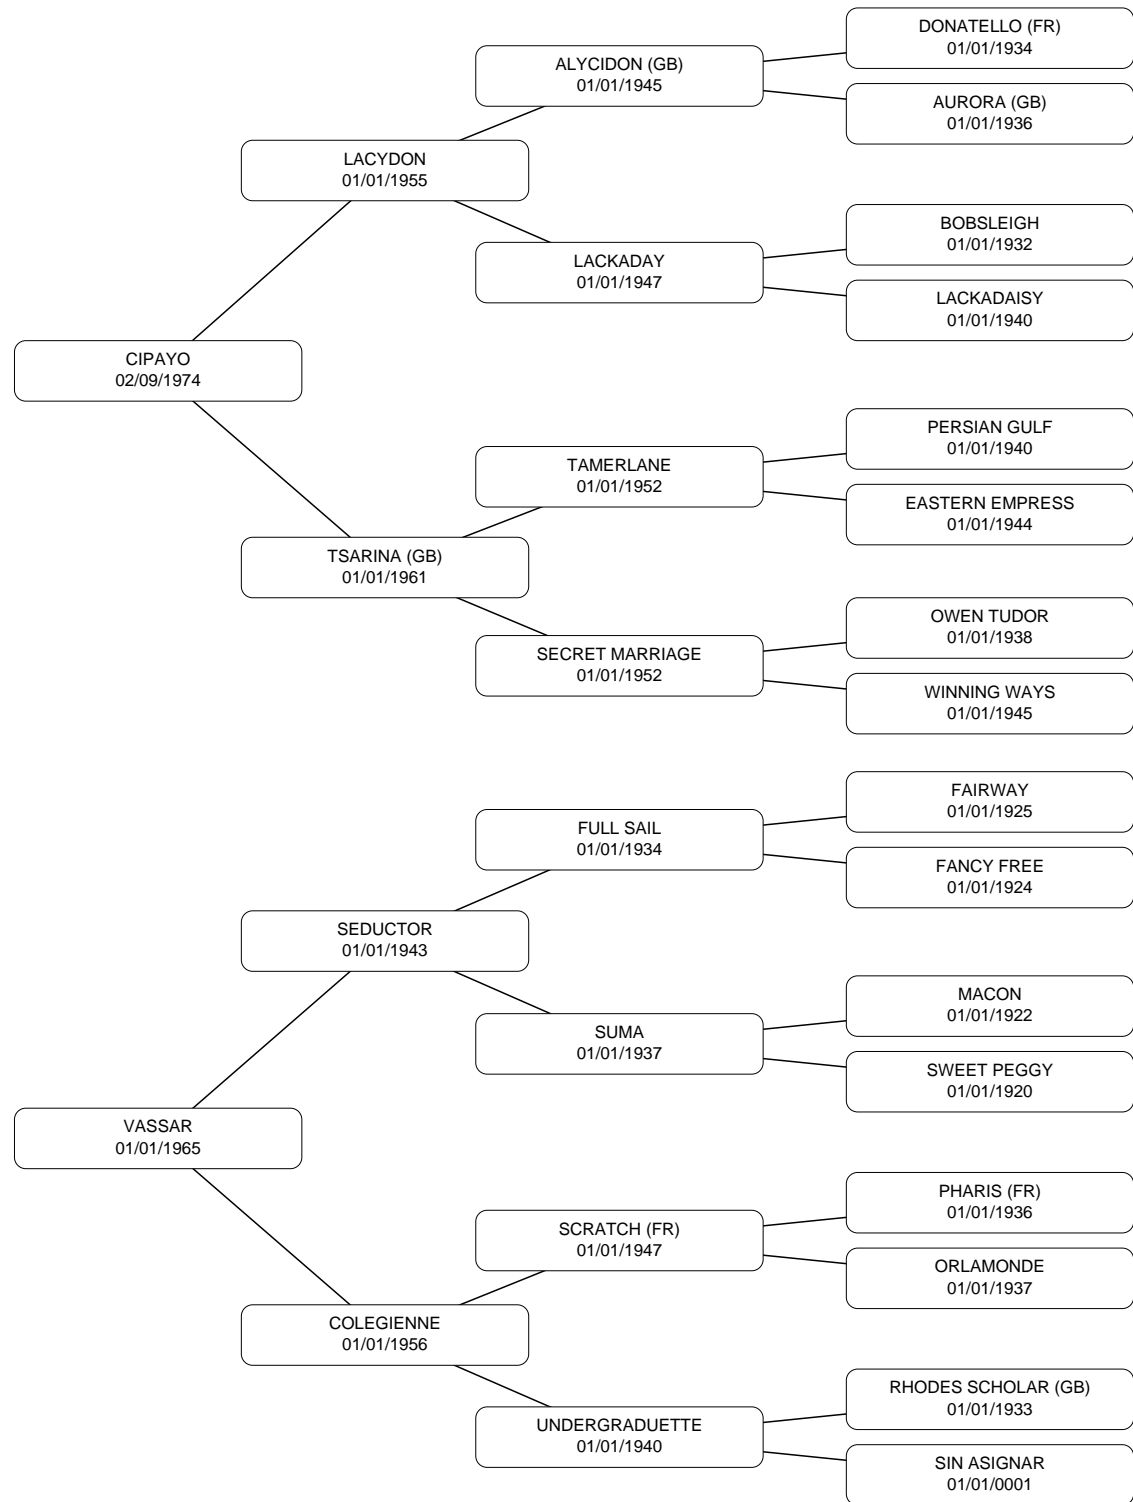 DONATELLO (FR)
01/01/1934
ALYCIDON (GB)
01/01/1945
AURORA (GB)
01/01/1936
LACYDON
01/01/1955
BOBSLEIGH
01/01/1932
LACKADAY
01/01/1947
LACKADAISY
01/01/1940
CIPAYO
02/09/1974
PERSIAN GULF
01/01/1940
TAMERLANE
01/01/1952
EASTERN EMPRESS
01/01/1944
TSARINA (GB)
01/01/1961
OWEN TUDOR
01/01/1938
SECRET MARRIAGE
01/01/1952
WINNING WAYS
01/01/1945
FAIRWAY
01/01/1925
FULL SAIL
01/01/1934
FANCY FREE
01/01/1924
SEDUCTOR
01/01/1943
MACON
01/01/1922
SUMA
01/01/1937
SWEET PEGGY
01/01/1920
VASSAR
01/01/1965
PHARIS (FR)
01/01/1936
SCRATCH (FR)
01/01/1947
ORLAMONDE
01/01/1937
COLEGIENNE
01/01/1956
RHODES SCHOLAR (GB)
01/01/1933
UNDERGRADUETTE
01/01/1940
SIN ASIGNAR
01/01/0001